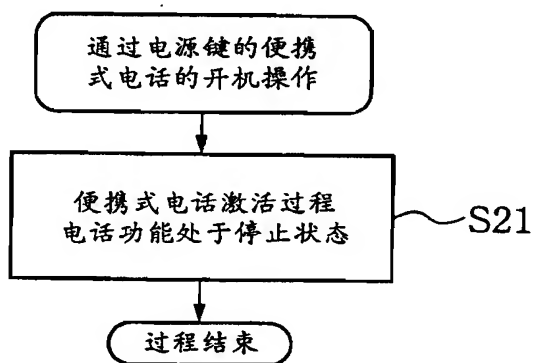 通过电源键的便携
式电话的开机操作
便携式电话激活过程
电话功能处于停止状态
S21
过程结束